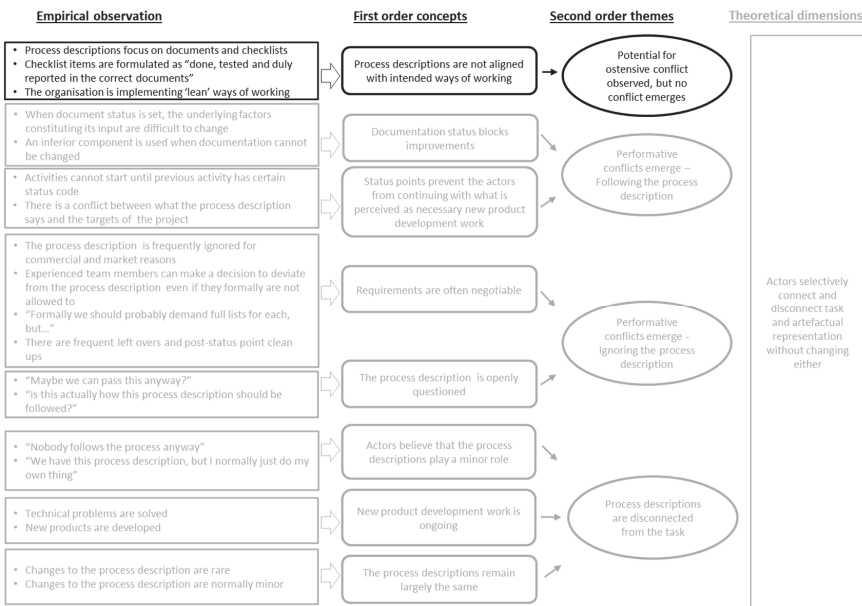 Empirical observation
First order concepts
Second order themes
Theoretical dimensions
• Process descriptions focus on documents and checklists
• Checklist items are formulated as “done, tested and duly
reported in the correct documents”
• The organisation is implementing ‘lean’ ways of working
Process descriptions are not aligned
with intended ways of working
Potential for
ostensive conflict
observed, but no
conflict emerges
• When document status is set, the underlying factors
constituting its input are difficult to change
• An inferior component is used when documentation cannot
be changed
Documentation status blocks
improvements
• Activities cannot start until previous activity has certain
status code
• There is a conflict between what the process description
says and the targets of the project
Status points prevent the actors
from continuing with what is
perceived as necessary new product
development work
Performative
conflicts emerge –
Following the process
description
• The process description is frequently ignored for
commercial and market reasons
• Experienced team members can make a decision to deviate
from the process description even if they formally are not
allowed to
• “Formally we should probably demand full lists for each,
but...”
• There are frequent left overs and post-status point clean
ups
Requirements are often negotiable
• “Maybe we can pass this anyway?”
• “Is this actually how this process description should be
followed?”
The process description is openly
questioned
Performative
conflicts emerge -
Ignoring the process
description
• “Nobody follows the process anyway”
• “We have this process description, but I normally just do my
own thing”
Actors believe that the process
descriptions play a minor role
• Technical problems are solved
• New products are developed
New product development work is
ongoing
• Changes to the process description are rare
• Changes to the process description are normally minor
The process descriptions remain
largely the same
Process descriptions
are disconnected
from the task
Actors selectively
connect and
disconnect task
and artefactual
representation
without changing
either